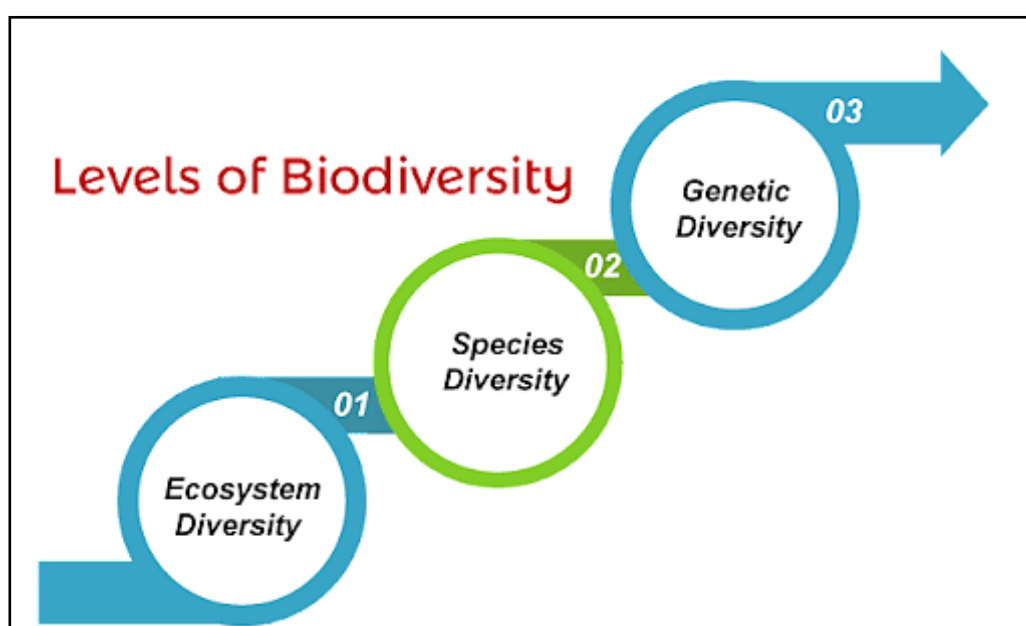 Levels of Biodiversity
01
Ecosystem
Diversity
02
Species
Diversity
03
Genetic
Diversity